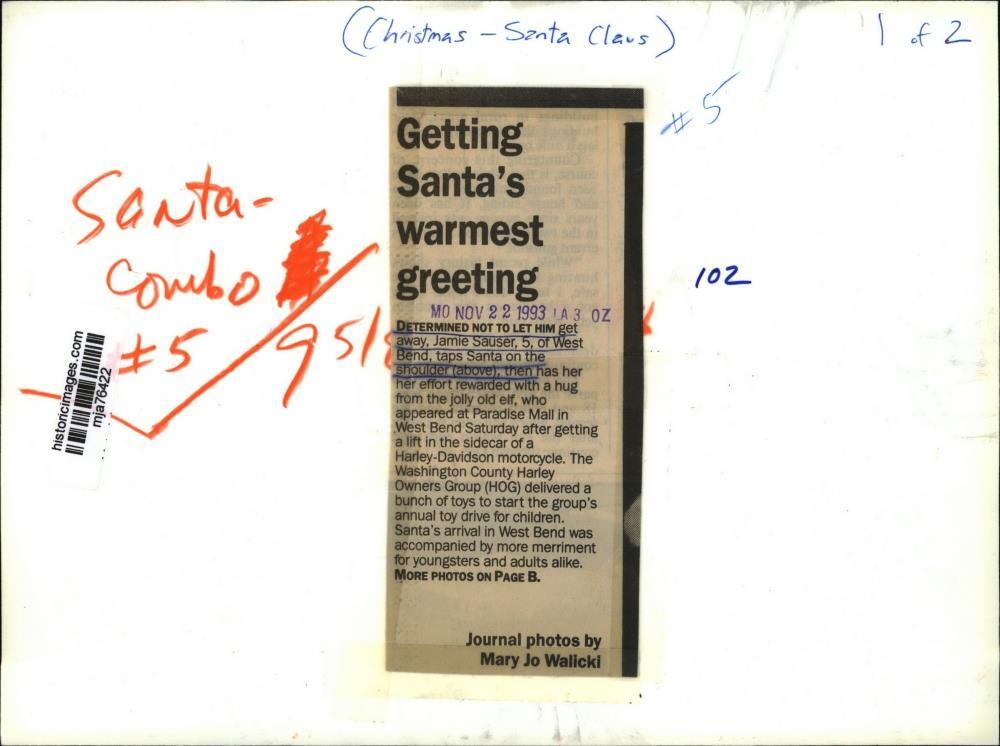 (Christmas - Santa Claus)
1 of 2
#5
Santa-
Combo
#5
95/8
102
historicimages.com
mja76422
Getting
Santa's
warmest
greeting
MO NOV 22 1993 LA 3 OZ
DETERMINED NOT TO LET HIM get
away, Jamie Sauser, 5, of West
Bend, taps Santa on the
shoulder (above), then has her
her effort rewarded with a hug
from the jolly old elf, who
appeared at Paradise Mall in
West Bend Saturday after getting
a lift in the sidecar of a
Harley-Davidson motorcycle. The
Washington County Harley
Owners Group (HOG) delivered a
bunch of toys to start the group's
annual toy drive for children.
Santa's arrival in West Bend was
accompanied by more merriment
for youngsters and adults alike.
MORE PHOTOS ON PAGE B.
Journal photos by
Mary Jo Walicki